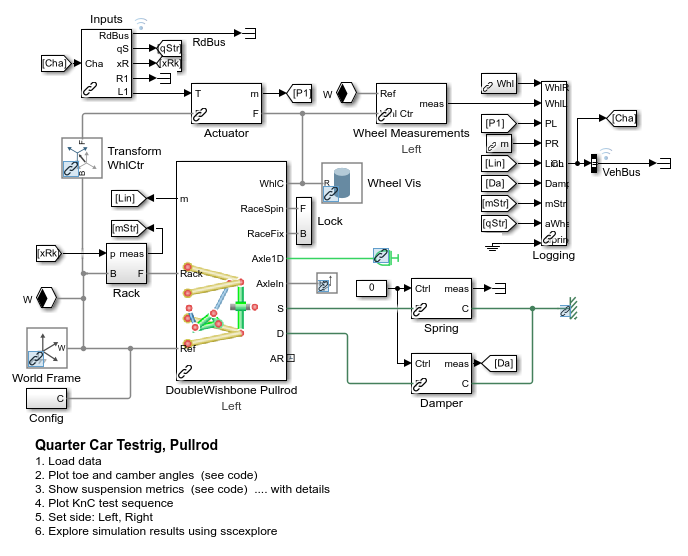 Inputs
RdBus
qS
xR
R1
L1
Cha
[Cha]
[qStr]
[xRk]
RdBus
T
m
F
Actuator
[P1]
W
Ref
meas
Whl Ctr
Wheel Measurements
Left
Whl
[P1]
m
[Lin]
[Da]
[mStr]
[qStr]
WhlR
WhlL
PL
PR
Lin
Damp
mStr
aWhl
Logging
[Cha]
VehBus
F
B
Transform
WhlCtr
[Lin]
m
[mStr]
[xRk]
p meas
B
F
Rack
W
W
World Frame
C
Config
WhlC
RaceSpin
RaceFix
Axle1D
AxleIn
S
D
AR
Rack
Ref
DoubleWishbone Pullrod
Left
R
Wheel Vis
F
B
Lock
0
Ctrl
meas
C
Spring
Ctrl
meas
C
Damper
[Da]
Quarter Car Testrig, Pullrod
1. Load data
2. Plot toe and camber angles (see code)
3. Show suspension metrics (see code) .... with details
4. Plot KnC test sequence
5. Set side: Left, Right
6. Explore simulation results using sscexplore